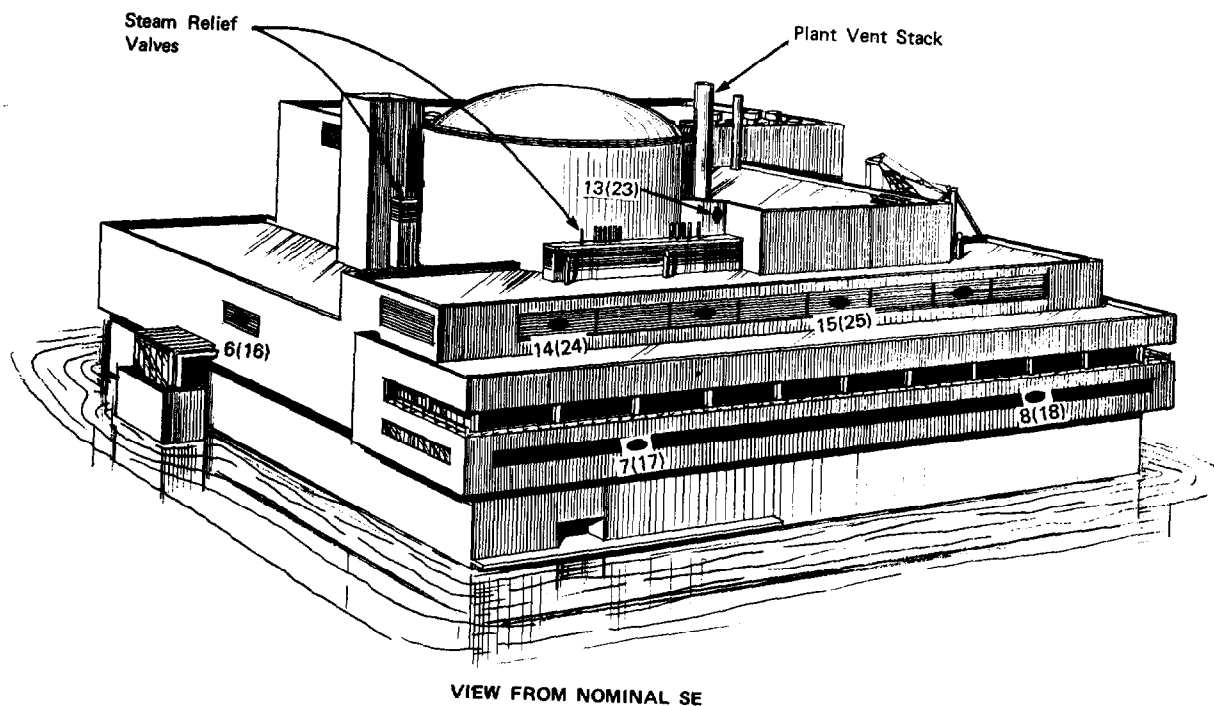 Steam Relief
Valves
Plant Vent Stack
13(23)
6(16)
14(24)
15(25)
8(18)
7(17)
VIEW FROM NOMINAL SE